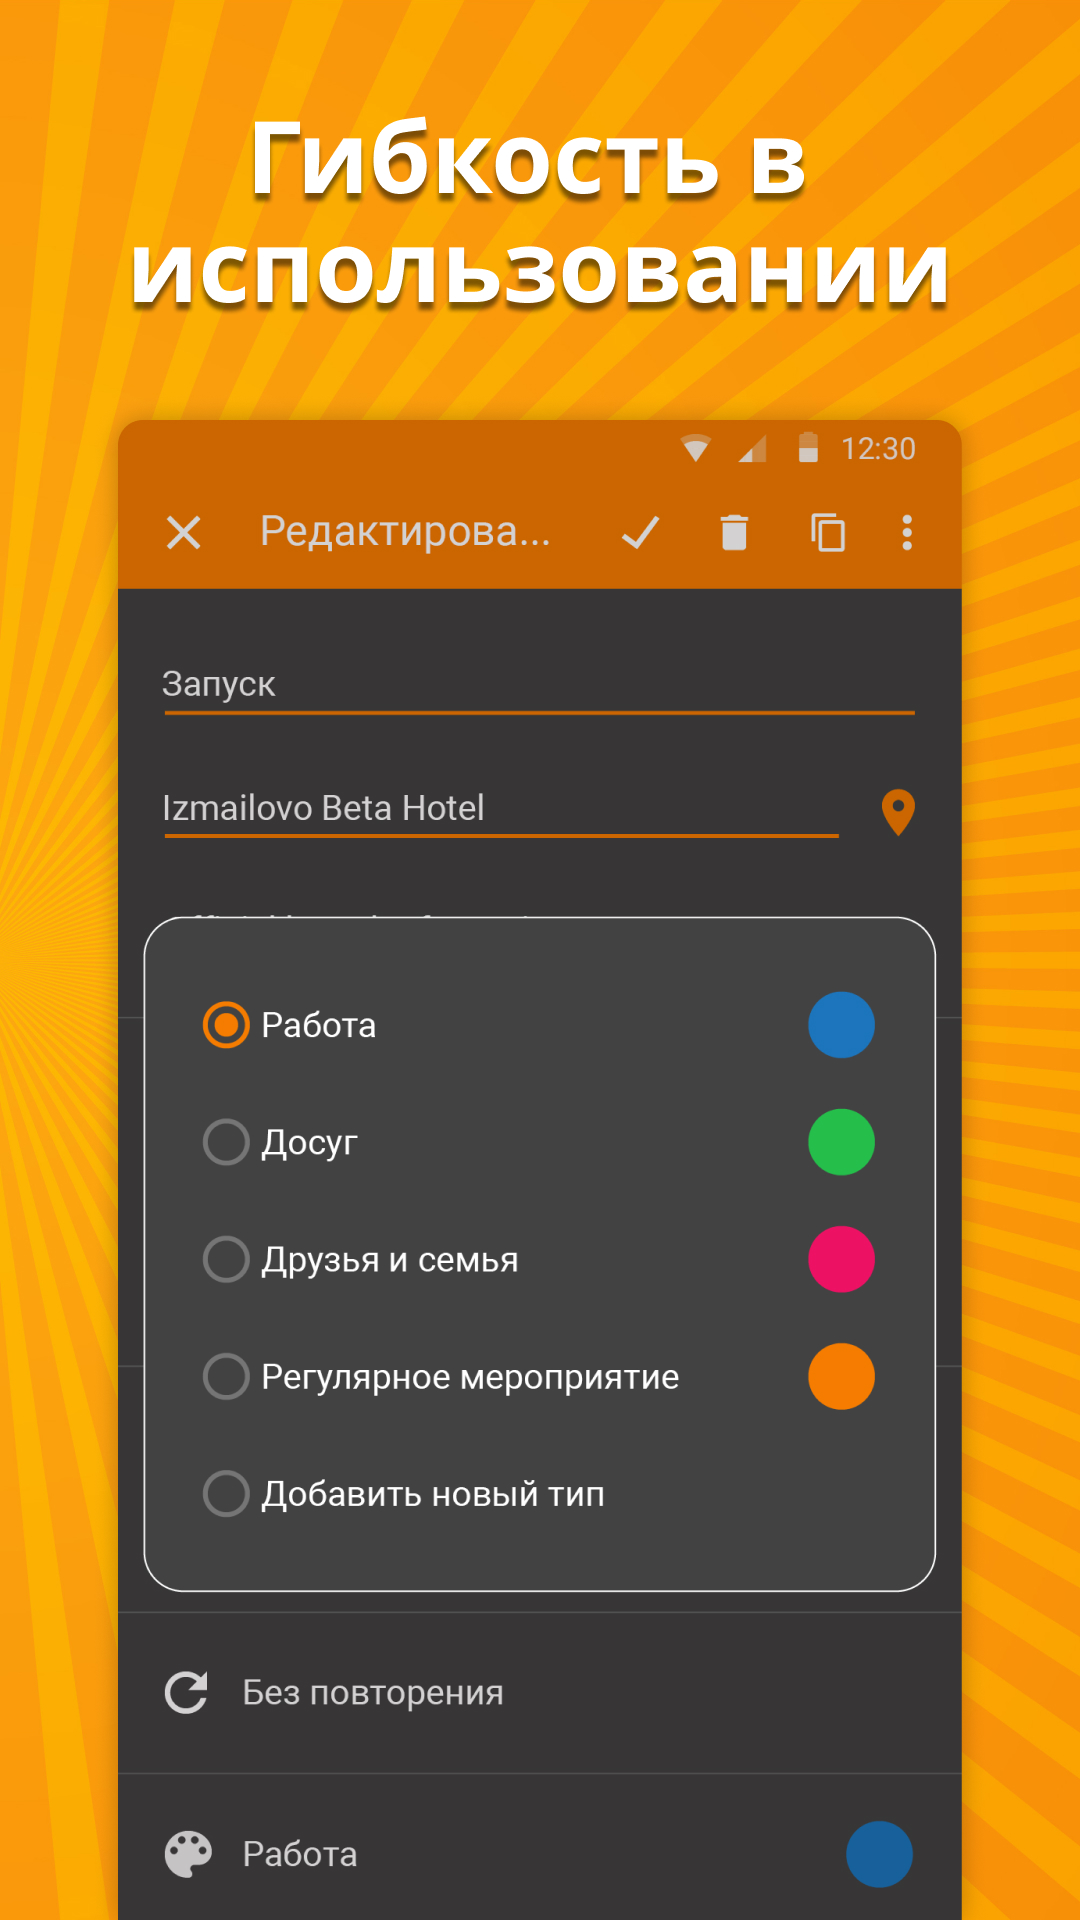 Гибкость в
использовании
12:30
Редактирова...
Запуск
Izmailovo Beta Hotel
Работа
Досуг
Друзья и семья
Регулярное мероприятие
Добавить новый тип
Без повторения
Работа